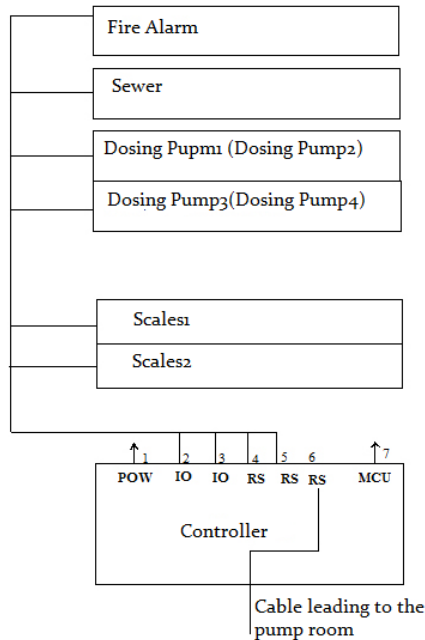 Fire Alarm
Sewer
Dosing Pupm1 (Dosing Pump2)
Dosing Pump3(Dosing Pump4)
Scales1
Scales2
1 2 3 4 5 6 7
POW IO IO RS RS RS MCU
Controller
Cable leading to the
pump room